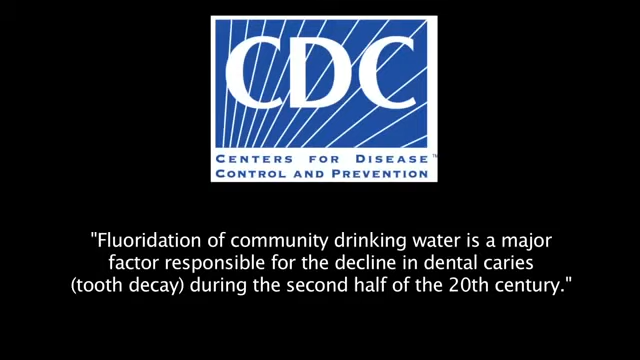 CDC
CENTERS FOR DISEASE™
CONTROL AND PREVENTION
"Fluoridation of community drinking water is a major
factor responsible for the decline in dental caries
(tooth decay) during the second half of the 20th century."